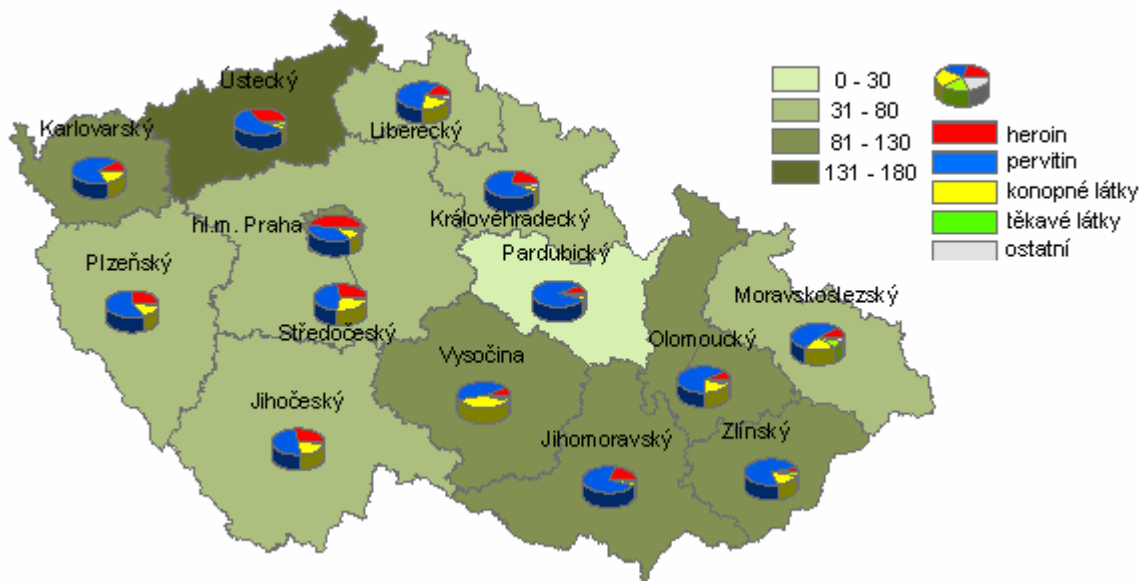 Ústecký
Karlovarský
Liberecký
hl.m. Praha
Královéhradecký
Plzeňský
Pardubický
Středočeský
Moravskoslezský
Vysočina
Olomoucký
Jihočeský
Jihomoravský
Zlínský
0 - 30
31 - 80
81 - 130
131 - 180
heroin
pervitin
konopné látky
těkavé látky
ostatní